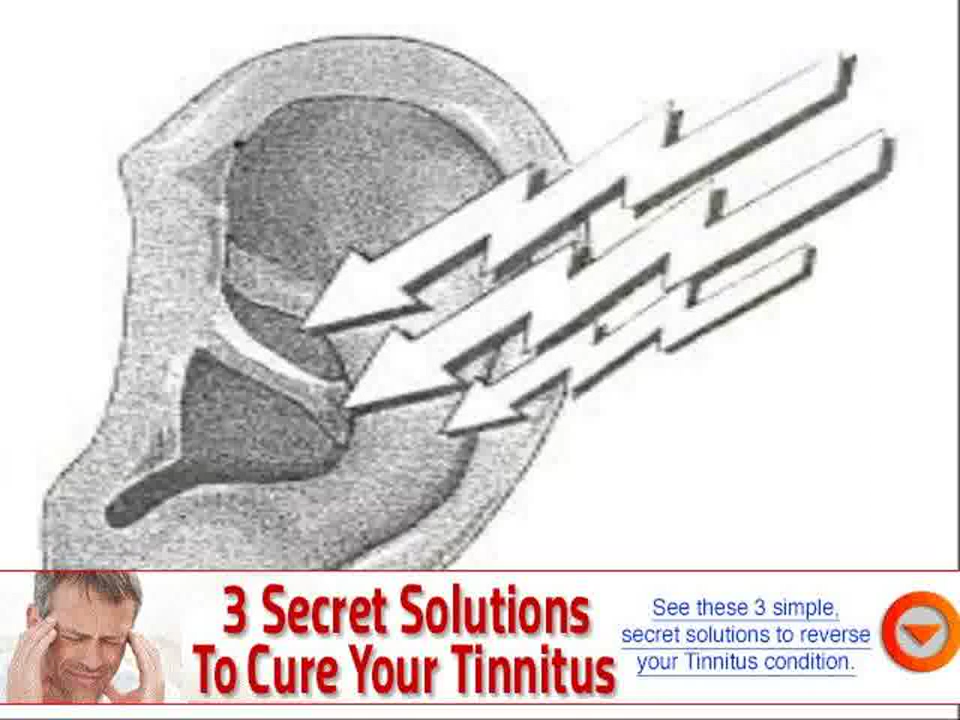 3 Secret Solutions
To Cure Your Tinnitus
See these 3 simple,
secret solutions to reverse
your Tinnitus condition.